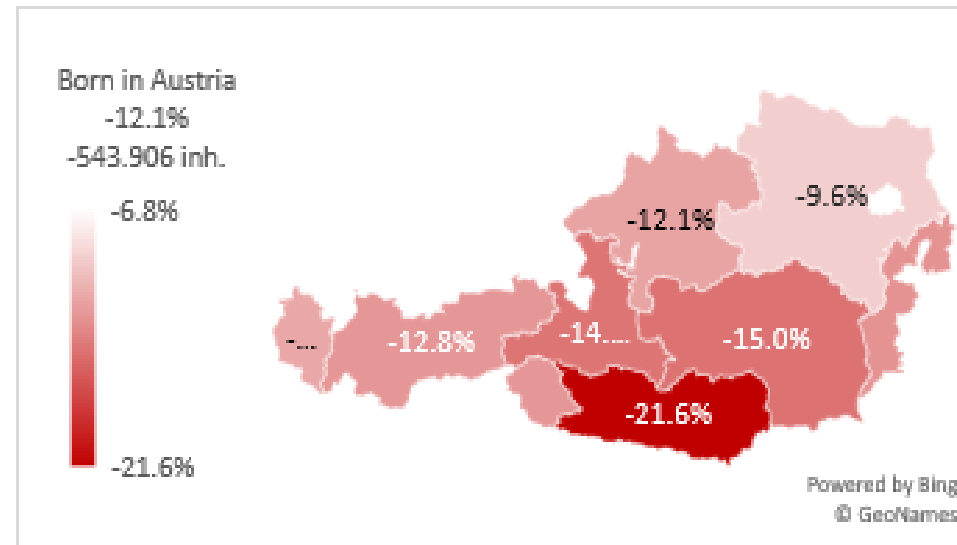 Born in Austria
-12.1%
-543.906 inh.
-6.8%
-9.6%
-12.1%
-...
-12.8%
-14....
-15.0%
-21.6%
-21.6%
Powered by Bing
© GeoNames